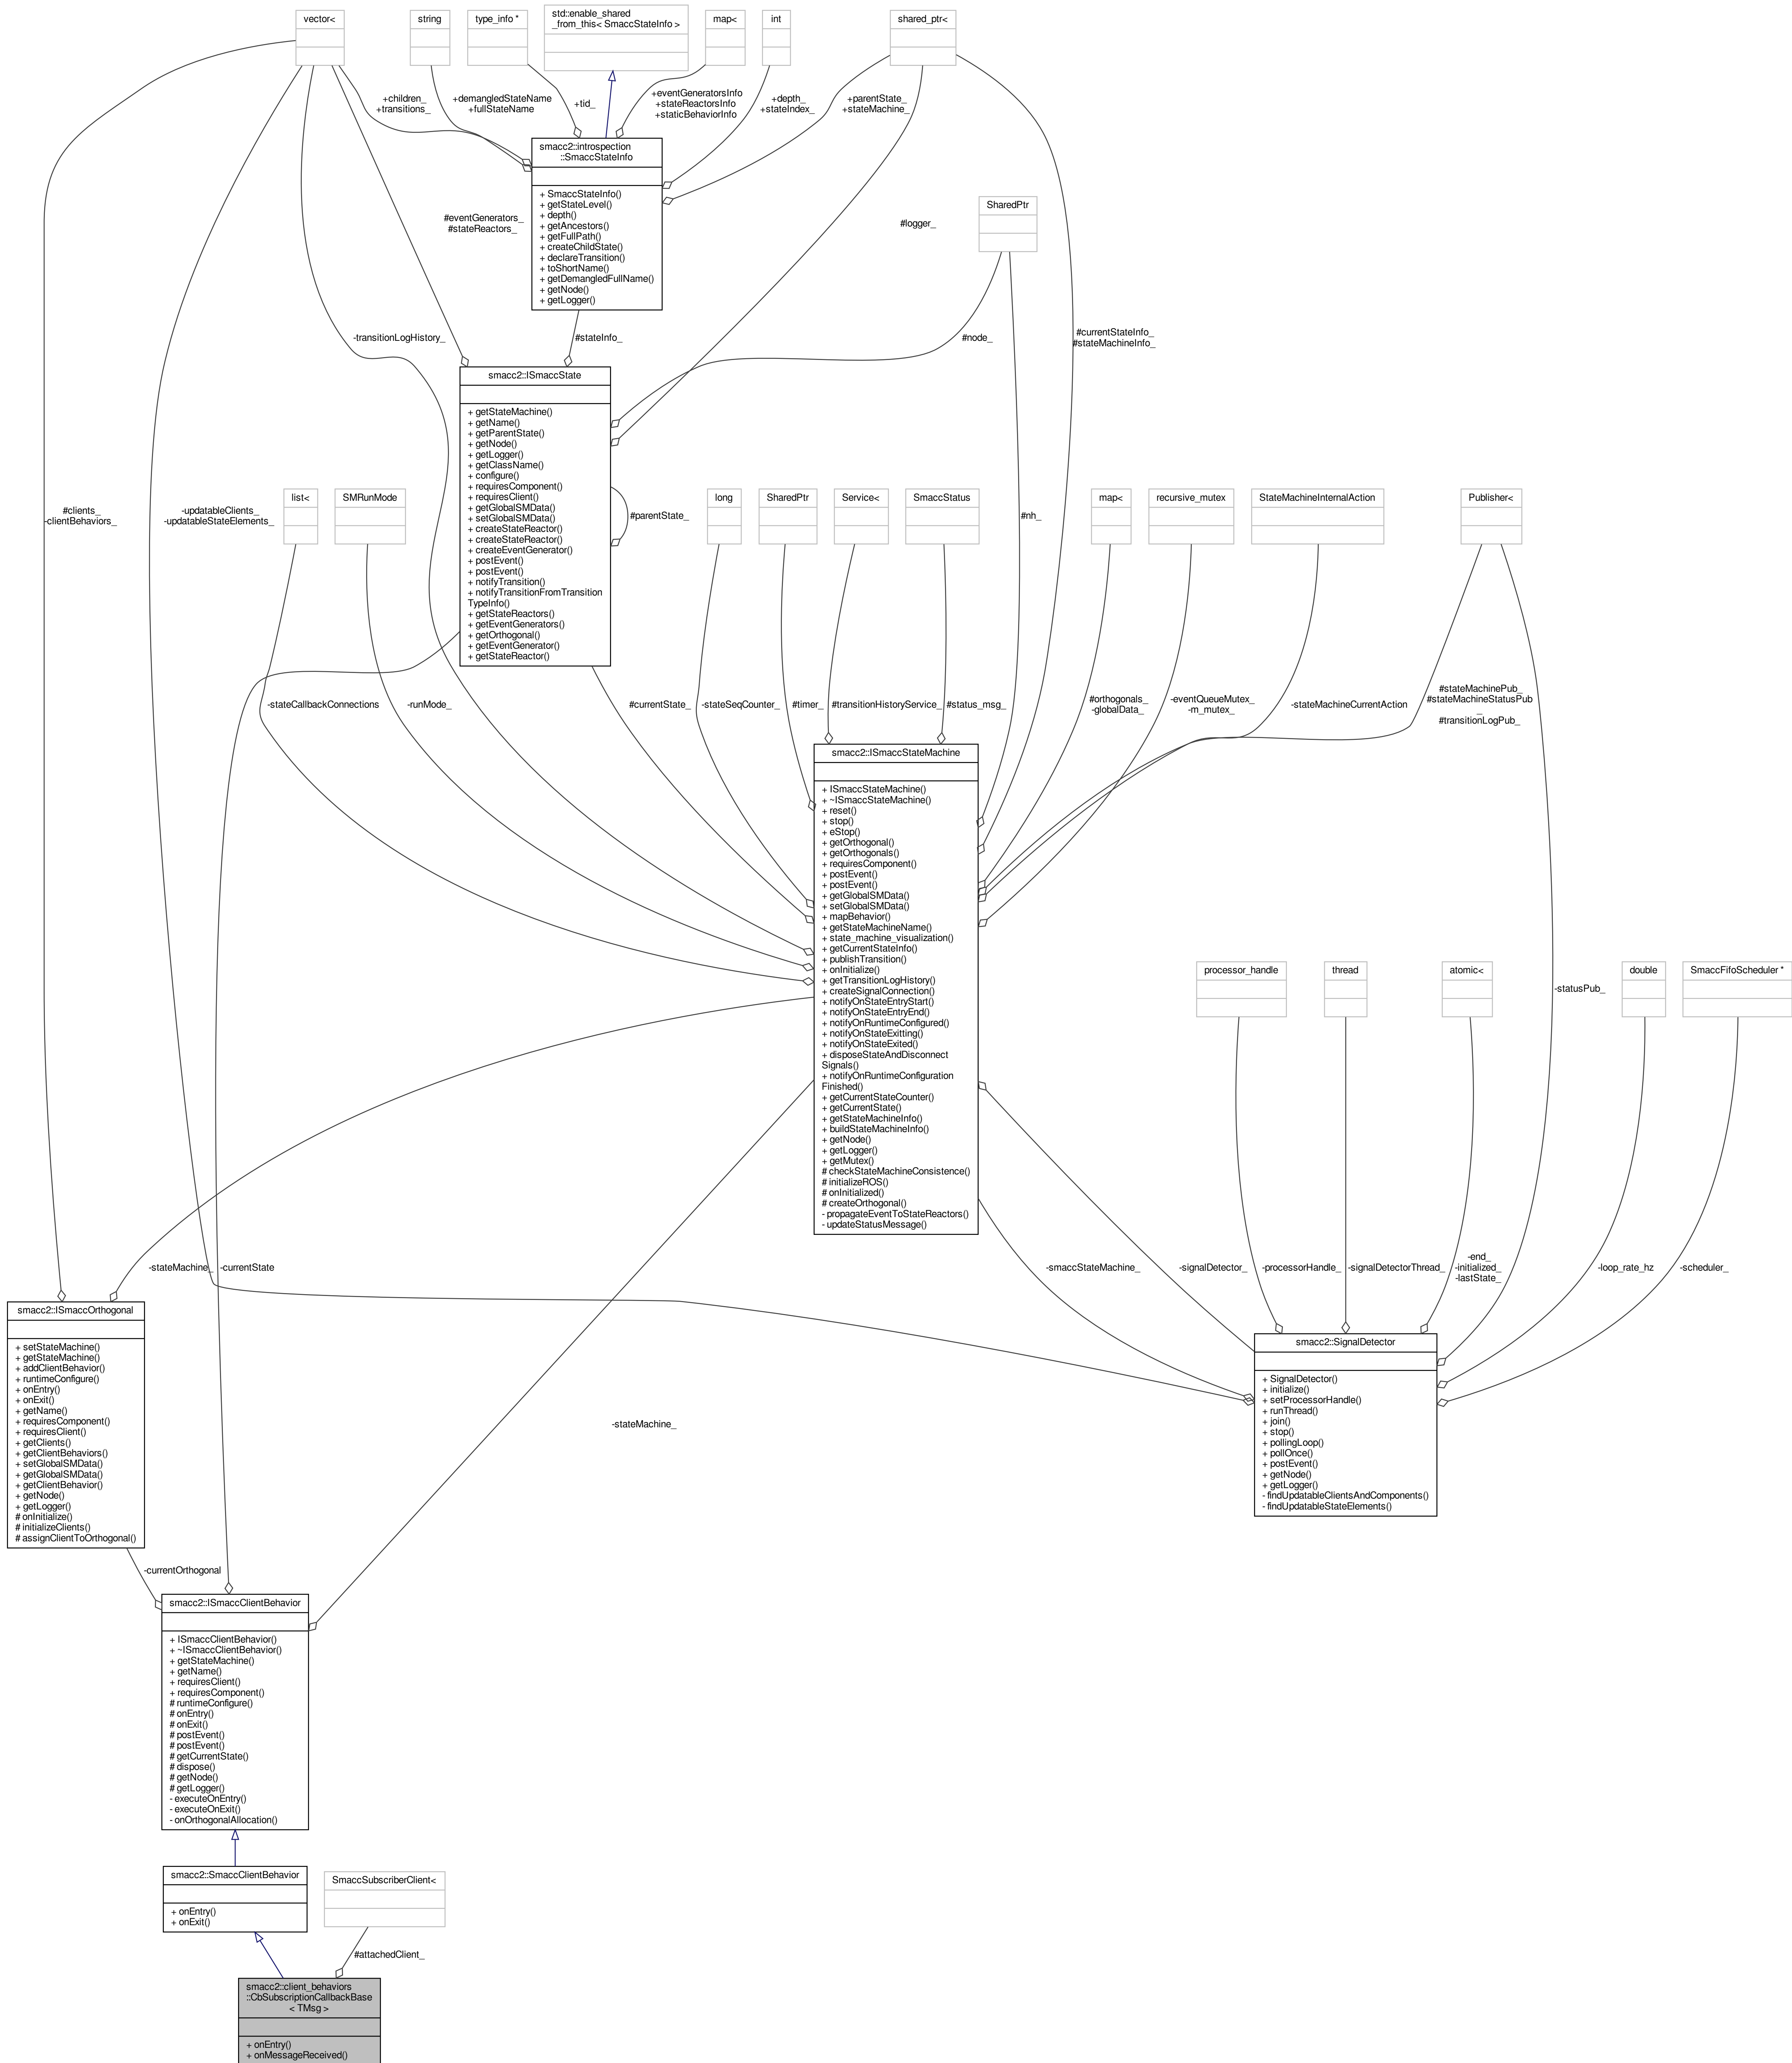 vector<
string
type_info *
std::enable_shared
_from_this< SmaccStateInfo >
map<
int
shared_ptr<
+children_
+transitions_
+demangledStateName
+fullStateName
+tid_
+eventGeneratorsInfo
+stateReactorsInfo
+staticBehaviorInfo
+depth_
+stateIndex_
+parentState_
+stateMachine_
smacc2::introspection
::SmaccStateInfo
+ SmaccStateInfo()
+ getStateLevel()
+ depth()
+ getAncestors()
+ getFullPath()
+ createChildState()
+ declareTransition()
+ toShortName()
+ getDemangledFullName()
+ getNode()
+ getLogger()
#eventGenerators_
#stateReactors_
#logger_
SharedPtr
-transitionLogHistory_
#stateInfo_
#node_
#currentStateInfo_
#stateMachineInfo_
smacc2::ISmaccState
+ getStateMachine()
+ getName()
+ getParentState()
+ getNode()
+ getLogger()
+ getClassName()
+ configure()
+ requiresComponent()
+ requiresClient()
+ getGlobalSMData()
+ setGlobalSMData()
+ createStateReactor()
+ createStateReactor()
+ createEventGenerator()
+ postEvent()
+ postEvent()
+ notifyTransition()
+ notifyTransitionFromTransition
TypeInfo()
+ getStateReactors()
+ getEventGenerators()
+ getOrthogonal()
+ getEventGenerator()
+ getStateReactor()
#parentState_
#clients_
-clientBehaviors_
-updatableClients_
-updatableStateElements_
list<
SMRunMode
long
SharedPtr
Service<
SmaccStatus
#nh_
map<
recursive_mutex
StateMachineInternalAction
Publisher<
-stateCallbackConnections
-runMode_
#currentState_
-stateSeqCounter_
#timer_
#transitionHistoryService_
#status_msg_
#orthogonals_
-globalData_
-eventQueueMutex_
-m_mutex_
-stateMachineCurrentAction
#stateMachinePub_
#stateMachineStatusPub
_
#transitionLogPub_
smacc2::ISmaccStateMachine
+ ISmaccStateMachine()
+ ~ISmaccStateMachine()
+ reset()
+ stop()
+ eStop()
+ getOrthogonal()
+ getOrthogonals()
+ requiresComponent()
+ postEvent()
+ postEvent()
+ getGlobalSMData()
+ setGlobalSMData()
+ mapBehavior()
+ getStateMachineName()
+ state_machine_visualization()
+ getCurrentStateInfo()
+ publishTransition()
+ onInitialize()
+ getTransitionLogHistory()
+ createSignalConnection()
+ notifyOnStateEntryStart()
+ notifyOnStateEntryEnd()
+ notifyOnRuntimeConfigured()
+ notifyOnStateExitting()
+ notifyOnStateExited()
+ disposeStateAndDisconnect
Signals()
+ notifyOnRuntimeConfiguration
Finished()
+ getCurrentStateCounter()
+ getCurrentState()
+ getStateMachineInfo()
+ buildStateMachineInfo()
+ getNode()
+ getLogger()
+ getMutex()
# checkStateMachineConsistence()
# initializeROS()
# onInitialized()
# createOrthogonal()
- propagateEventToStateReactors()
- updateStatusMessage()
processor_handle
thread
atomic<
double
SmaccFifoScheduler *
-statusPub_
-stateMachine_
-currentState
-smaccStateMachine_
-signalDetector_
-processorHandle_
-signalDetectorThread_
-end_
-initialized_
-lastState_
-loop_rate_hz
-scheduler_
smacc2::ISmaccOrthogonal
+ setStateMachine()
+ getStateMachine()
+ addClientBehavior()
+ runtimeConfigure()
+ onEntry()
+ onExit()
+ getName()
+ requiresComponent()
+ requiresClient()
+ getClients()
+ getClientBehaviors()
+ setGlobalSMData()
+ getGlobalSMData()
+ getClientBehavior()
+ getNode()
+ getLogger()
# onInitialize()
# initializeClients()
# assignClientToOrthogonal()
smacc2::SignalDetector
+ SignalDetector()
+ initialize()
+ setProcessorHandle()
+ runThread()
+ join()
+ stop()
+ pollingLoop()
+ pollOnce()
+ postEvent()
+ getNode()
+ getLogger()
- findUpdatableClientsAndComponents()
- findUpdatableStateElements()
-stateMachine_
-currentOrthogonal
smacc2::ISmaccClientBehavior
+ ISmaccClientBehavior()
+ ~ISmaccClientBehavior()
+ getStateMachine()
+ getName()
+ requiresClient()
+ requiresComponent()
# runtimeConfigure()
# onEntry()
# onExit()
# postEvent()
# postEvent()
# getCurrentState()
# dispose()
# getNode()
# getLogger()
- executeOnEntry()
- executeOnExit()
- onOrthogonalAllocation()
smacc2::SmaccClientBehavior
+ onEntry()
+ onExit()
SmaccSubscriberClient<
#attachedClient_
smacc2::client_behaviors
::CbSubscriptionCallbackBase
< TMsg >
+ onEntry()
+ onMessageReceived()